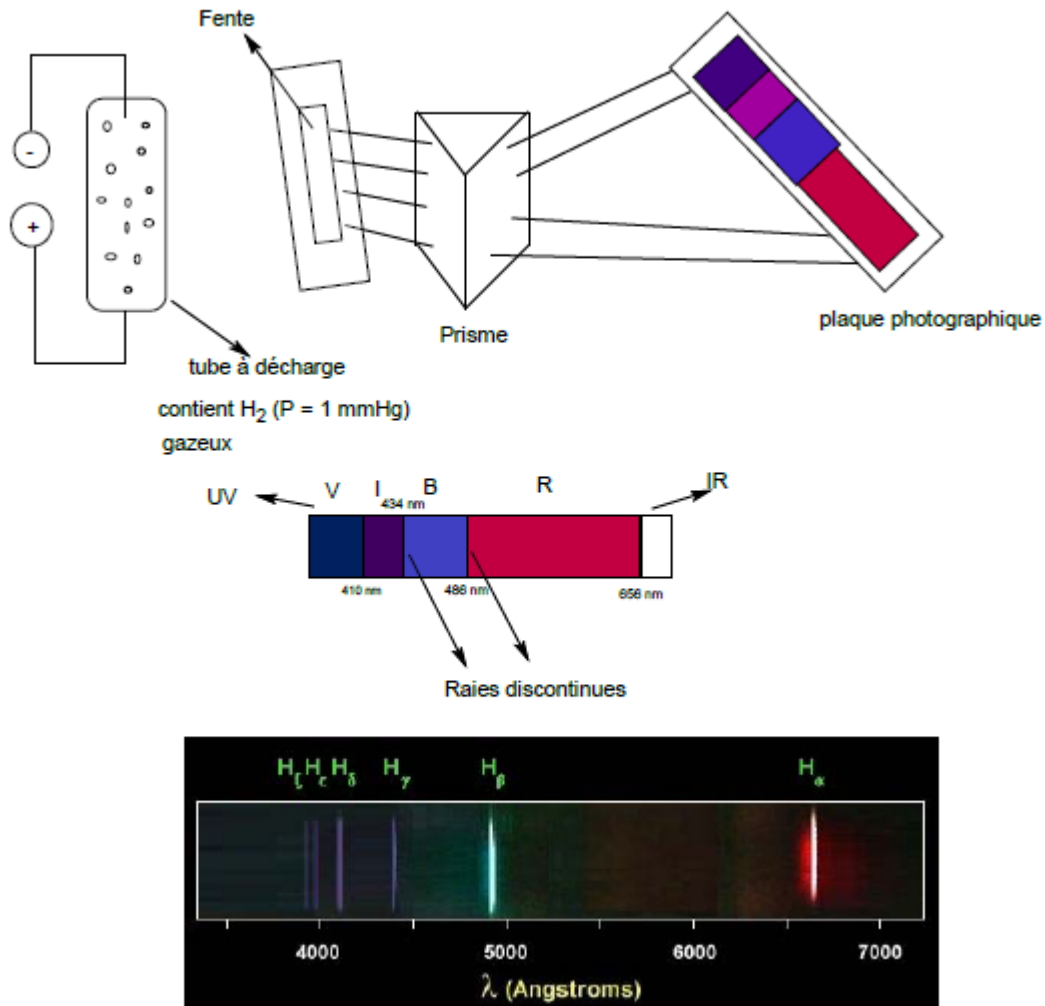 Fente
-
+
Prisme
plaque photographique
tube à décharge
contient H2 (P = 1 mmHg)
gazeux
UV V I B R IR
434 nm
410 nm 486 nm 656 nm
Raies discontinues
Hζ Hε Hδ Hγ Hβ Hα
4000 5000 6000 7000
λ (Angstroms)